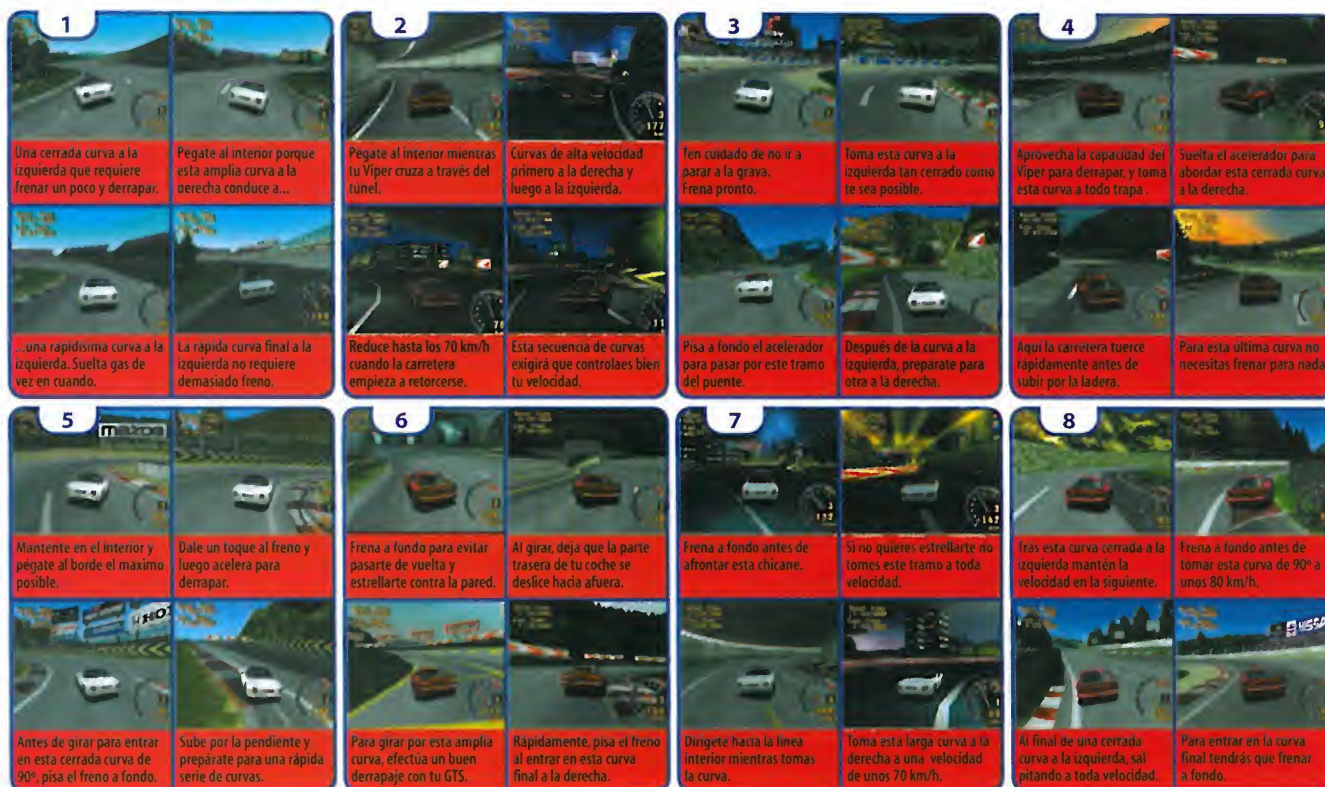 1
Una cerrada curva a la
izquierda que requiere
frenar un poco y derrapar.
Pégate al interior porque
esta amplia curva a la
derecha conduce a...
...una rapidísima curva a la
izquierda. Suelta gas de
vez en cuando.
La rápida curva final a la
izquierda no requiere
demasiado freno.
2
Pégate al interior mientras
tu Viper cruza a través del
túnel.
Curvas de alta velocidad
primero a la derecha y
luego a la izquierda.
177
Reduce hasta los 70 km/h
cuando la carretera
empieza a retorcerse.
Esta secuencia de curvas
exigirá que controlaes bien
tu velocidad.
3
Ten cuidado de no ir a
parar a la grava.
Frena pronto.
Toma esta curva a la
izquierda tan cerrado como
te sea posible.
Pisa a fondo el acelerador
para pasar por este tramo
del puente.
Después de la curva a la
izquierda, prepárate para
otra a la derecha.
4
Aprovecha la capacidad del
Viper para derrapar, y toma
esta curva a todo trapa .
Suelta el acelerador para
abordar esta cerrada curva
a la derecha.
Aquí la carretera tuerce
rápidamente antes de
subir por la ladera.
Para esta última curva no
necesitas frenar para nada
5
mazda
Mantente en el interior y
pégate al borde el máximo
posible.
Dale un toque al freno y
luego acelera para
derrapar.
Antes de girar para entrar
en esta cerrada curva de
90º, pisa el freno a fondo.
Sube por la pendiente y
prepárate para una rápida
serie de curvas.
6
Frena a fondo para evitar
pasarte de vuelta y
estrellarte contra la pared.
Al girar, deja que la parte
trasera de tu coche se
deslice hacia afuera.
Para girar por esta amplia
curva, efectúa un buen
derrapaje con tu GTS.
Rápidamente, pisa el freno
al entrar en esta curva
final a la derecha.
7
Frena a fondo antes de
afrontar esta chicane.
Si no quieres estrellarte no
tomes este tramo a toda
velocidad.
Dirígete hacia la línea
interior mientras tomas
la curva.
Toma esta larga curva a la
derecha a una velocidad
de unos 70 km/h.
8
Tras esta curva cerrada a la
izquierda mantén la
velocidad en la siguiente.
Frena a fondo antes de
tomar esta curva de 90º a
unos 80 km/h.
Al final de una cerrada
curva a la izquierda, sal
pitando a toda velocidad.
Para entrar en la curva
final tendrás que frenar
a fondo.